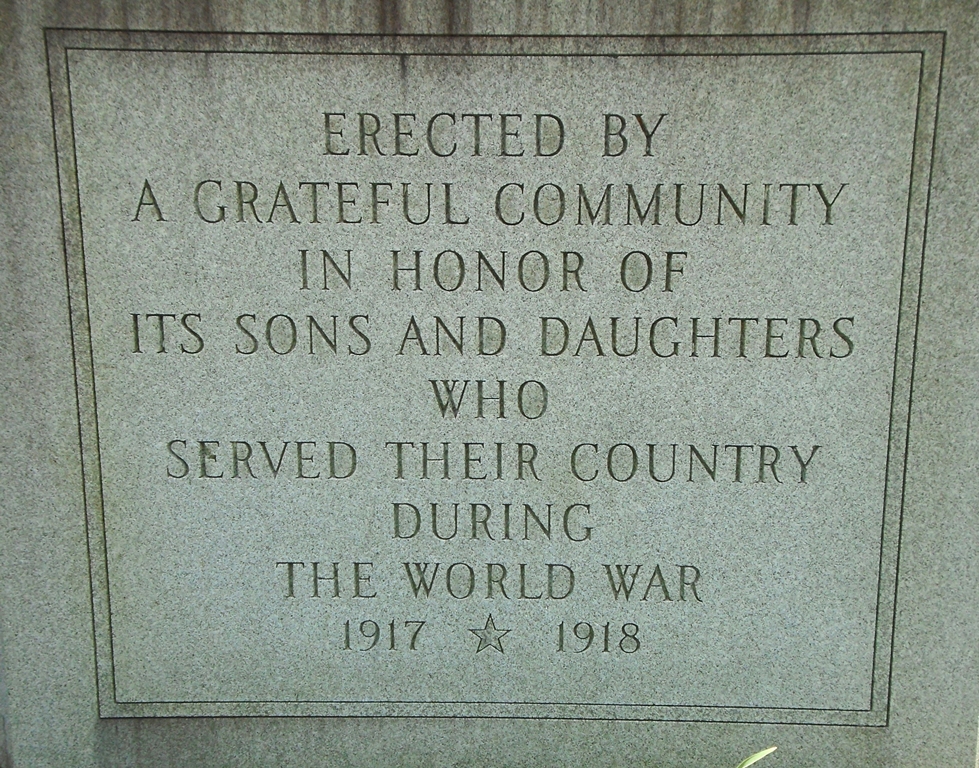 ERECTED BY
A GRATEFUL COMMUNITY
IN HONOR OF
ITS SONS AND DAUGHTERS
WHO
SERVED THEIR COUNTRY
DURING
THE WORLD WAR
1917 ☆ 1918